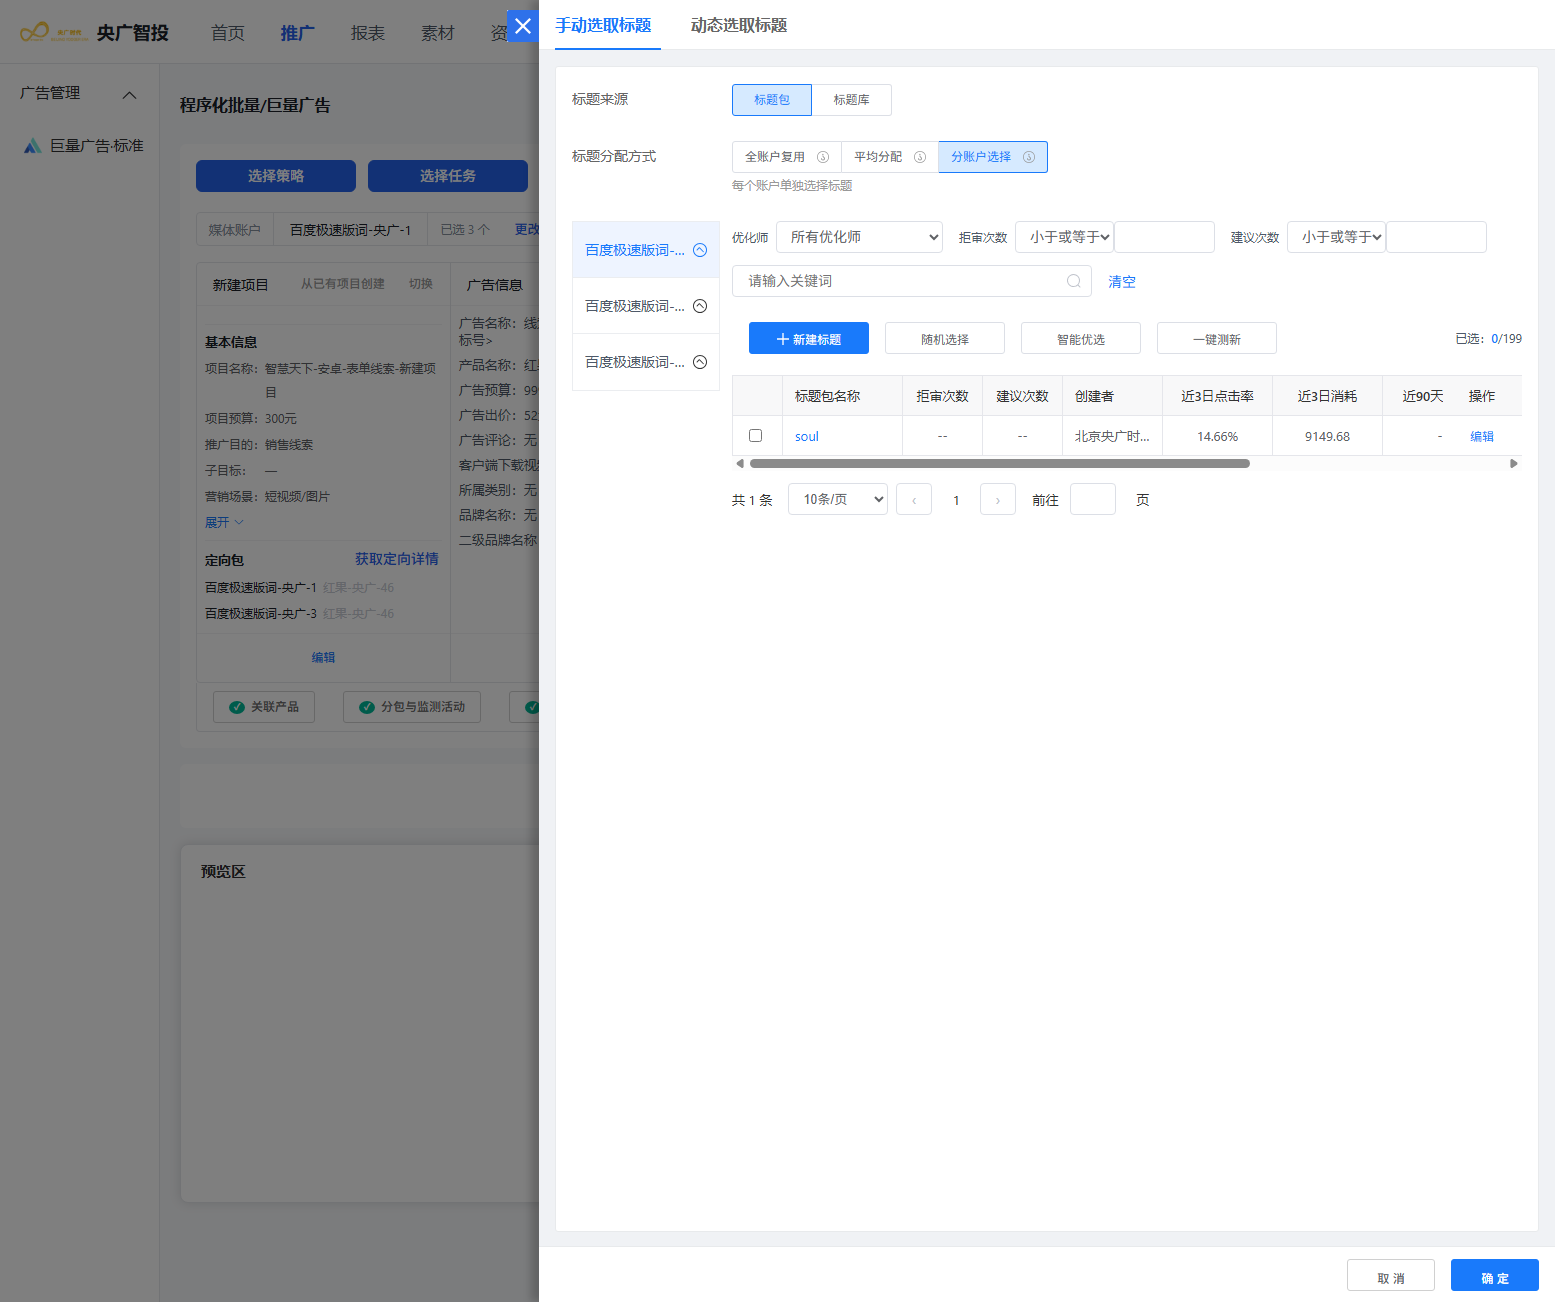 央广智投
首页
推广
报表
素材
资
手动选取标题
动态选取标题
广告管理
巨量广告·标准
程序化批量/巨量广告
选择策略
选择任务
媒体账户
百度极速版词-央广-1
已选 3 个
更改
新建项目
从已有项目创建
切换
广告信息
基本信息
项目名称：智慧天下-安卓-表单线索-新建项目
项目预算：300元
推广目的：销售线索
子目标：—
营销场景：短视频/图片
展开
广告名称：线
标号>
产品名称：红
广告预算：99
广告出价：52
广告评论：无
客户端下载视
所属类别：无
品牌名称：无
二级品牌名称
定向包
获取定向详情
百度极速版词-央广-1 红果-央广-46
百度极速版词-央广-3 红果-央广-46
编辑
关联产品
分包与监测活动
预览区
标题来源
标题包
标题库
标题分配方式
全账户复用
平均分配
分账户选择
每个账户单独选择标题
百度极速版词-...
百度极速版词-...
百度极速版词-...
优化师
所有优化师
拒审次数
小于或等于
建议次数
小于或等于
请输入关键词
清空
新建标题
随机选择
智能优选
一键测新
已选：0/199
标题包名称
拒审次数
建议次数
创建者
近3日点击率
近3日消耗
近90天
操作
soul
--
--
北京央广时...
14.66%
9149.68
-
编辑
共 1 条
10条/页
‹
1
›
前往
页
取 消
确 定